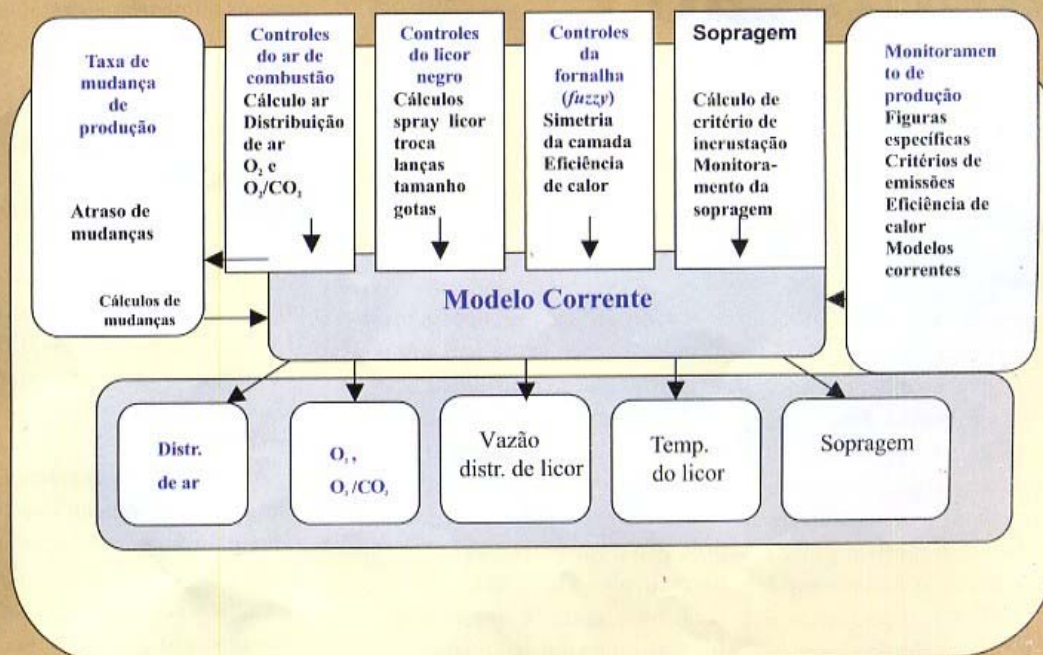 Taxa de
mudança
de
produção
Atraso de
mudanças
Cálculos de
mudanças
Controles
do ar de
combustão
Cálculo ar
Distribuição
de ar
O₂ e
O₂/CO₂
Controles
do licor
negro
Cálculos
spray licor
troca
lanças
tamanho
gotas
Controles
da
fornalha
(fuzzy)
Simetria
da camada
Eficiência
de calor
Sopragem
Cálculo de
critério de
incrustação
Monitora-
mento da
sopragem
Monitoramen
to de
produção
Figuras
específicas
Critérios de
emissões
Eficiência de
calor
Modelos
correntes
Modelo Corrente
Distr.
de ar
O₂ ,
O₂ /CO₂
Vazão
distr. de licor
Temp.
do licor
Sopragem